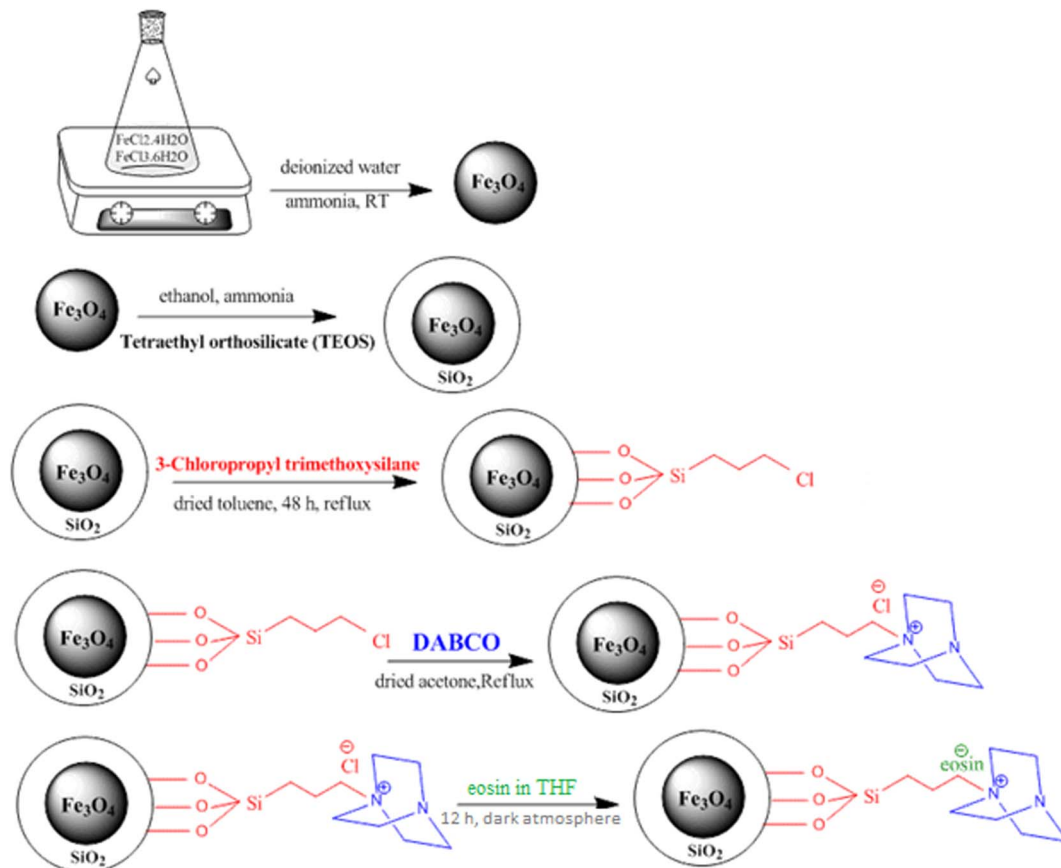 FeCl2.4H2O
FeCl3.6H2O
deionized water
ammonia, RT
Fe₃O₄
Fe₃O₄
ethanol, ammonia
Tetraethyl orthosilicate (TEOS)
Fe₃O₄
SiO₂
Fe₃O₄
SiO₂
3-Chloropropyl trimethoxysilane
dried toluene, 48 h, reflux
Fe₃O₄
SiO₂
O
O
O
Si
Cl
Fe₃O₄
SiO₂
O
O
O
Si
Cl
DABCO
dried acetone,Reflux
Fe₃O₄
SiO₂
O
O
O
Si
⊖
Cl
N
⊕
N
Fe₃O₄
SiO₂
O
O
O
Si
⊖
Cl
N
⊕
N
eosin in THF
12 h, dark atmosphere
Fe₃O₄
SiO₂
O
O
O
Si
⊖
eosin
N
⊕
N